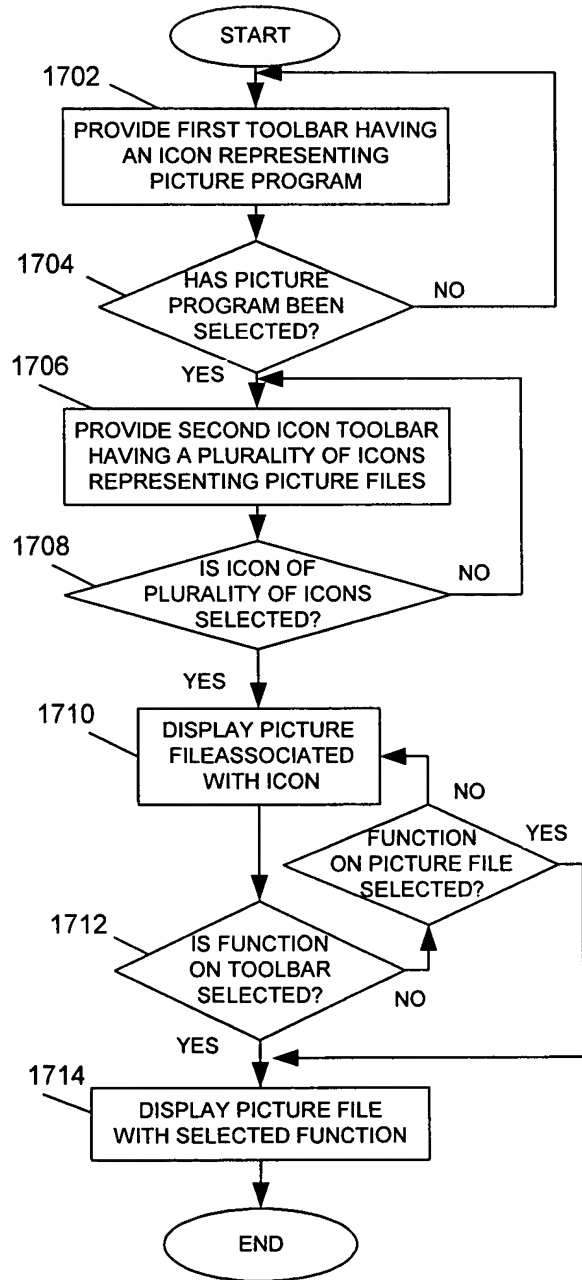 START
1702
PROVIDE FIRST TOOLBAR HAVING
AN ICON REPRESENTING
PICTURE PROGRAM
1704
HAS PICTURE
PROGRAM BEEN
SELECTED?
NO
YES
1706
PROVIDE SECOND ICON TOOLBAR
HAVING A PLURALITY OF ICONS
REPRESENTING PICTURE FILES
1708
IS ICON OF
PLURALITY OF ICONS
SELECTED?
NO
YES
1710
DISPLAY PICTURE
FILEASSOCIATED
WITH ICON
NO
YES
FUNCTION
ON PICTURE FILE
SELECTED?
1712
IS FUNCTION
ON TOOLBAR
SELECTED?
NO
YES
1714
DISPLAY PICTURE FILE
WITH SELECTED FUNCTION
END